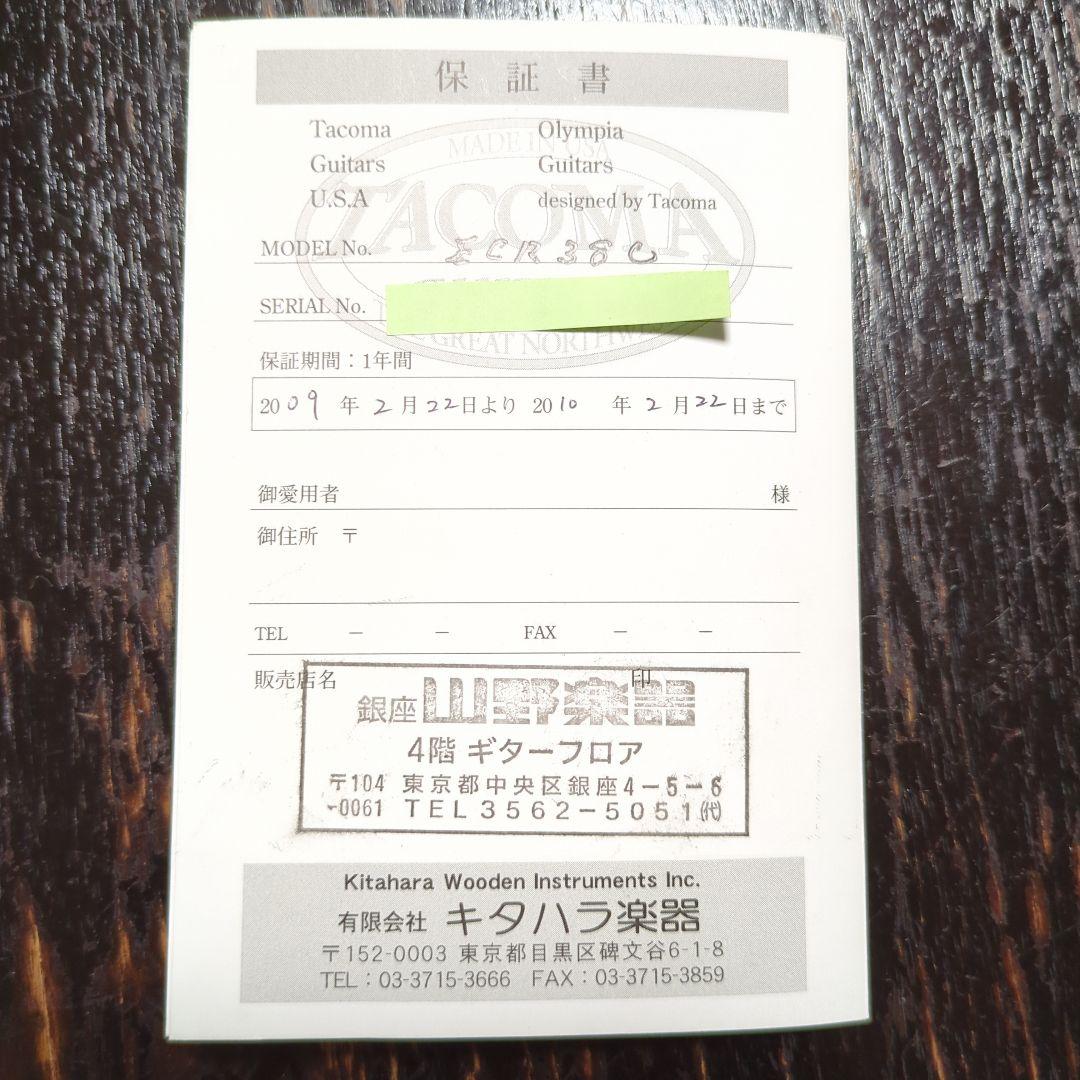 保証書
Tacoma Guitars U.S.A
Olympia Guitars designed by Tacoma
MADE IN USA
TACOMA
MODEL No. ECR38C
SERIAL No.
GREAT NORTHW
保証期間：1年間
2009 年 2月22日より 2010 年 2月22日まで
御愛用者 様
御住所 〒
TEL － － FAX － －
販売店名 印
銀座 山野楽器
4階 ギターフロア
〒104-0061 東京都中央区銀座4－5－6
TEL3562－5051(代)
Kitahara Wooden Instruments Inc.
有限会社 キタハラ楽器
〒152-0003 東京都目黒区碑文谷6-1-8
TEL：03-3715-3666 FAX：03-3715-3859